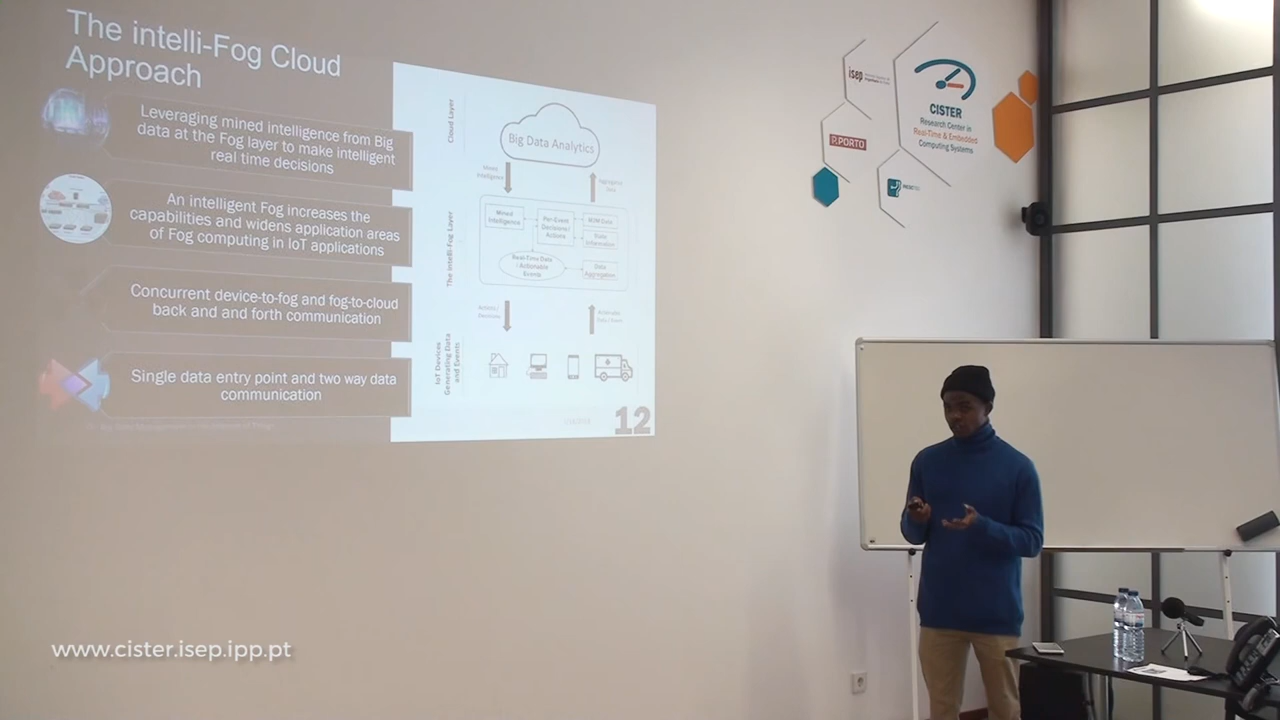 The intelli-Fog Cloud
Approach
Leveraging mined intelligence from Big
data at the Fog layer to make intelligent
real time decisions
An intelligent Fog increases the
capabilities and widens application areas
of Fog computing in IoT applications
Concurrent device-to-fog and fog-to-cloud
back and and forth communication
Single data entry point and two way data
communication
Cloud Layer
Big Data Analytics
Mined
Intelligence
Aggregated
Data
The intelli-Fog Layer
Mined
Intelligence
Per-Event
Decisions/
Actions
M2M Data
State
Information
Real-Time Data
/ Actionable
Events
Data
Aggregation
Actions /
Decisions
IoT Devices
Generating Data
and Events
12
isep
P.PORTO
CISTER
Research Center in
Real-Time & Embedded
Computing Systems
www.cister.isep.ipp.pt